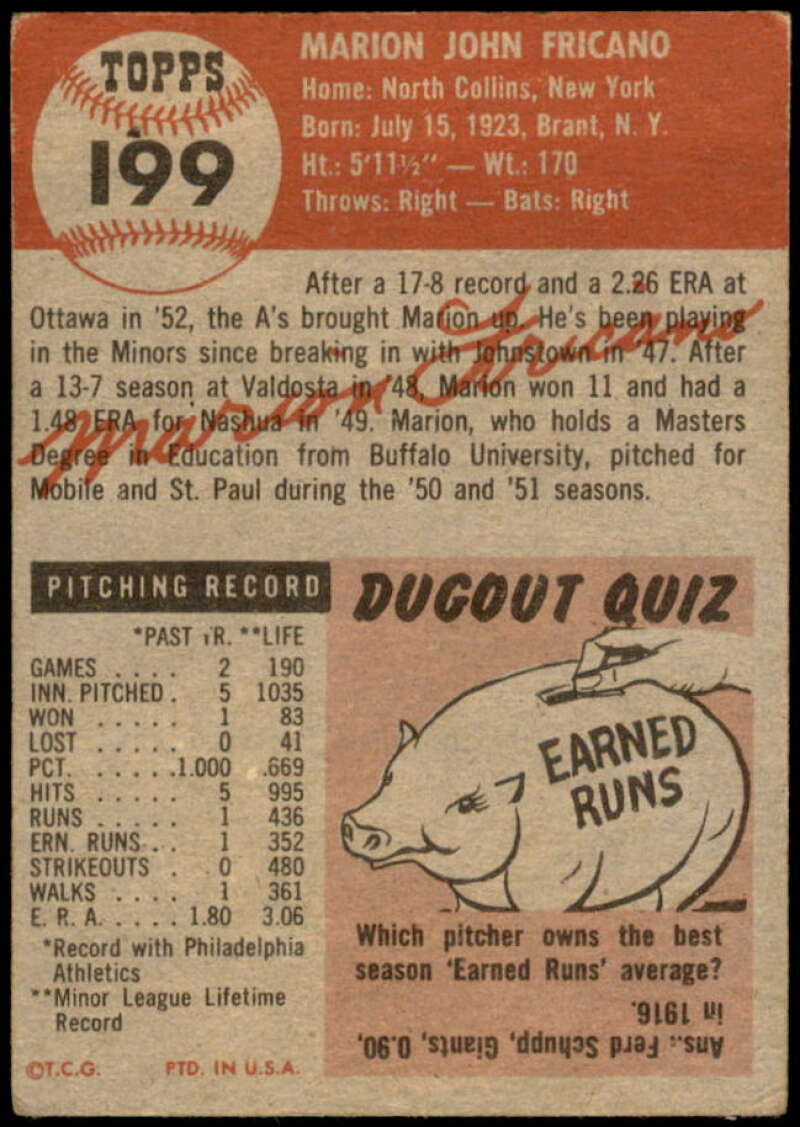 TOPPS
199
MARION JOHN FRICANO
Home: North Collins, New York
Born: July 15, 1923, Brant, N. Y.
Ht.: 5'11½" — Wt.: 170
Throws: Right — Bats: Right
After a 17-8 record and a 2.26 ERA at
Ottawa in '52, the A's brought Marion up. He's been playing
in the Minors since breaking in with Johnstown in '47. After
a 13-7 season at Valdosta in '48, Marion won 11 and had a
1.48 ERA for Nashua in '49. Marion, who holds a Masters
Degree in Education from Buffalo University, pitched for
Mobile and St. Paul during the '50 and '51 seasons.
Marion Fricano
PITCHING RECORD
*PAST YR. **LIFE
GAMES . . . . 2 190
INN. PITCHED . 5 1035
WON . . . . . 1 83
LOST . . . . . 0 41
PCT. . . . . .1.000 .669
HITS . . . . . 5 995
RUNS . . . . . 1 436
ERN. RUNS . . 1 352
STRIKEOUTS . 0 480
WALKS . . . . 1 361
E. R. A. . . . . 1.80 3.06
*Record with Philadelphia
Athletics
**Minor League Lifetime
Record
©T.C.G. PTD. IN U.S.A.
DUGOUT QUIZ
EARNED
RUNS
Which pitcher owns the best
season 'Earned Runs' average?
Ans.: Ferd Schupp, Giants, 0.90,
in 1916.